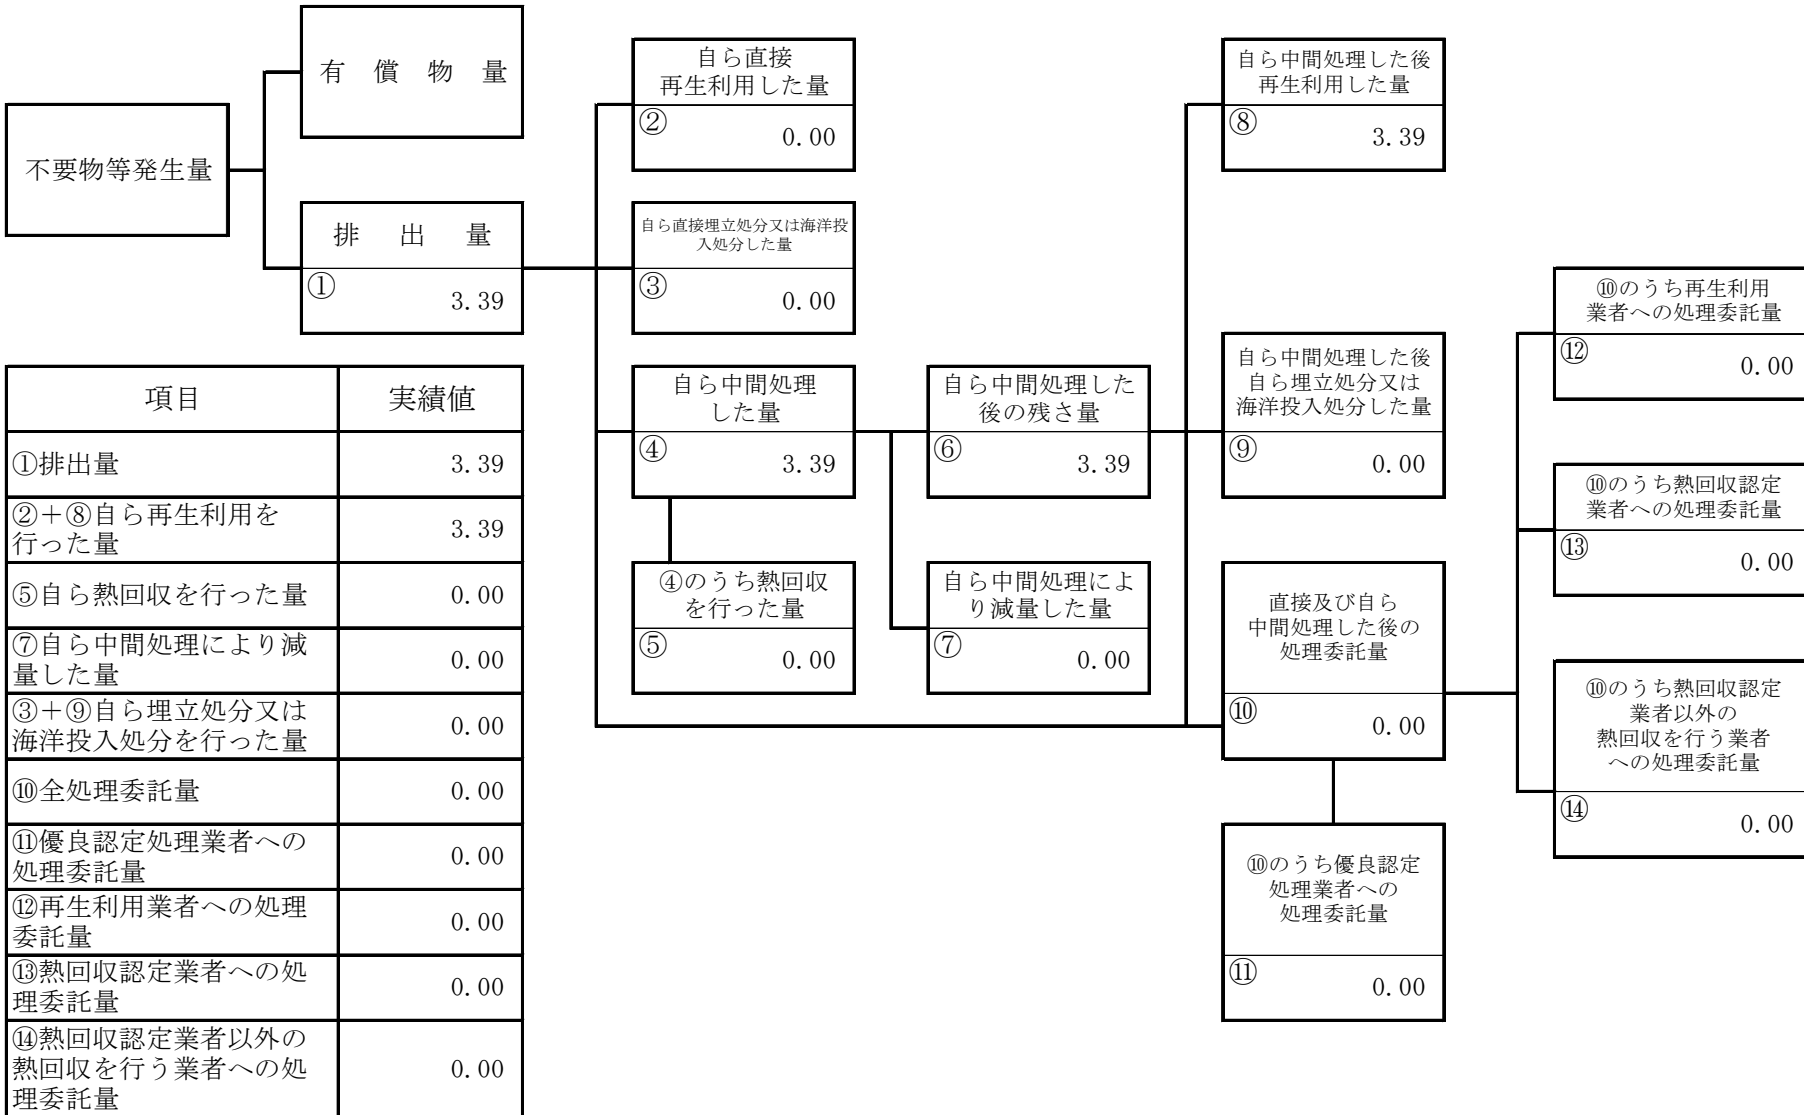 不要物等発生量
有償物量
排出量
①
3.39
自ら直接
再生利用した量
②
0.00
自ら直接埋立処分又は海洋投
入処分した量
③
0.00
自ら中間処理
した量
④
3.39
④のうち熱回収
を行った量
⑤
0.00
自ら中間処理した
後の残さ量
⑥
3.39
自ら中間処理によ
り減量した量
⑦
0.00
自ら中間処理した後
再生利用した量
⑧
3.39
自ら中間処理した後
自ら埋立処分又は
海洋投入処分した量
⑨
0.00
直接及び自ら
中間処理した後の
処理委託量
⑩
0.00
⑩のうち優良認定
処理業者への
処理委託量
⑪
0.00
⑩のうち再生利用
業者への処理委託量
⑫
0.00
⑩のうち熱回収認定
業者への処理委託量
⑬
0.00
⑩のうち熱回収認定
業者以外の
熱回収を行う業者
への処理委託量
⑭
0.00
項目 実績値
①排出量 3.39
②＋⑧自ら再生利用を
行った量 3.39
⑤自ら熱回収を行った量 0.00
⑦自ら中間処理により減
量した量 0.00
③＋⑨自ら埋立処分又は
海洋投入処分を行った量 0.00
⑩全処理委託量 0.00
⑪優良認定処理業者への
処理委託量 0.00
⑫再生利用業者への処理
委託量 0.00
⑬熱回収認定業者への処
理委託量 0.00
⑭熱回収認定業者以外の
熱回収を行う業者への処
理委託量 0.00